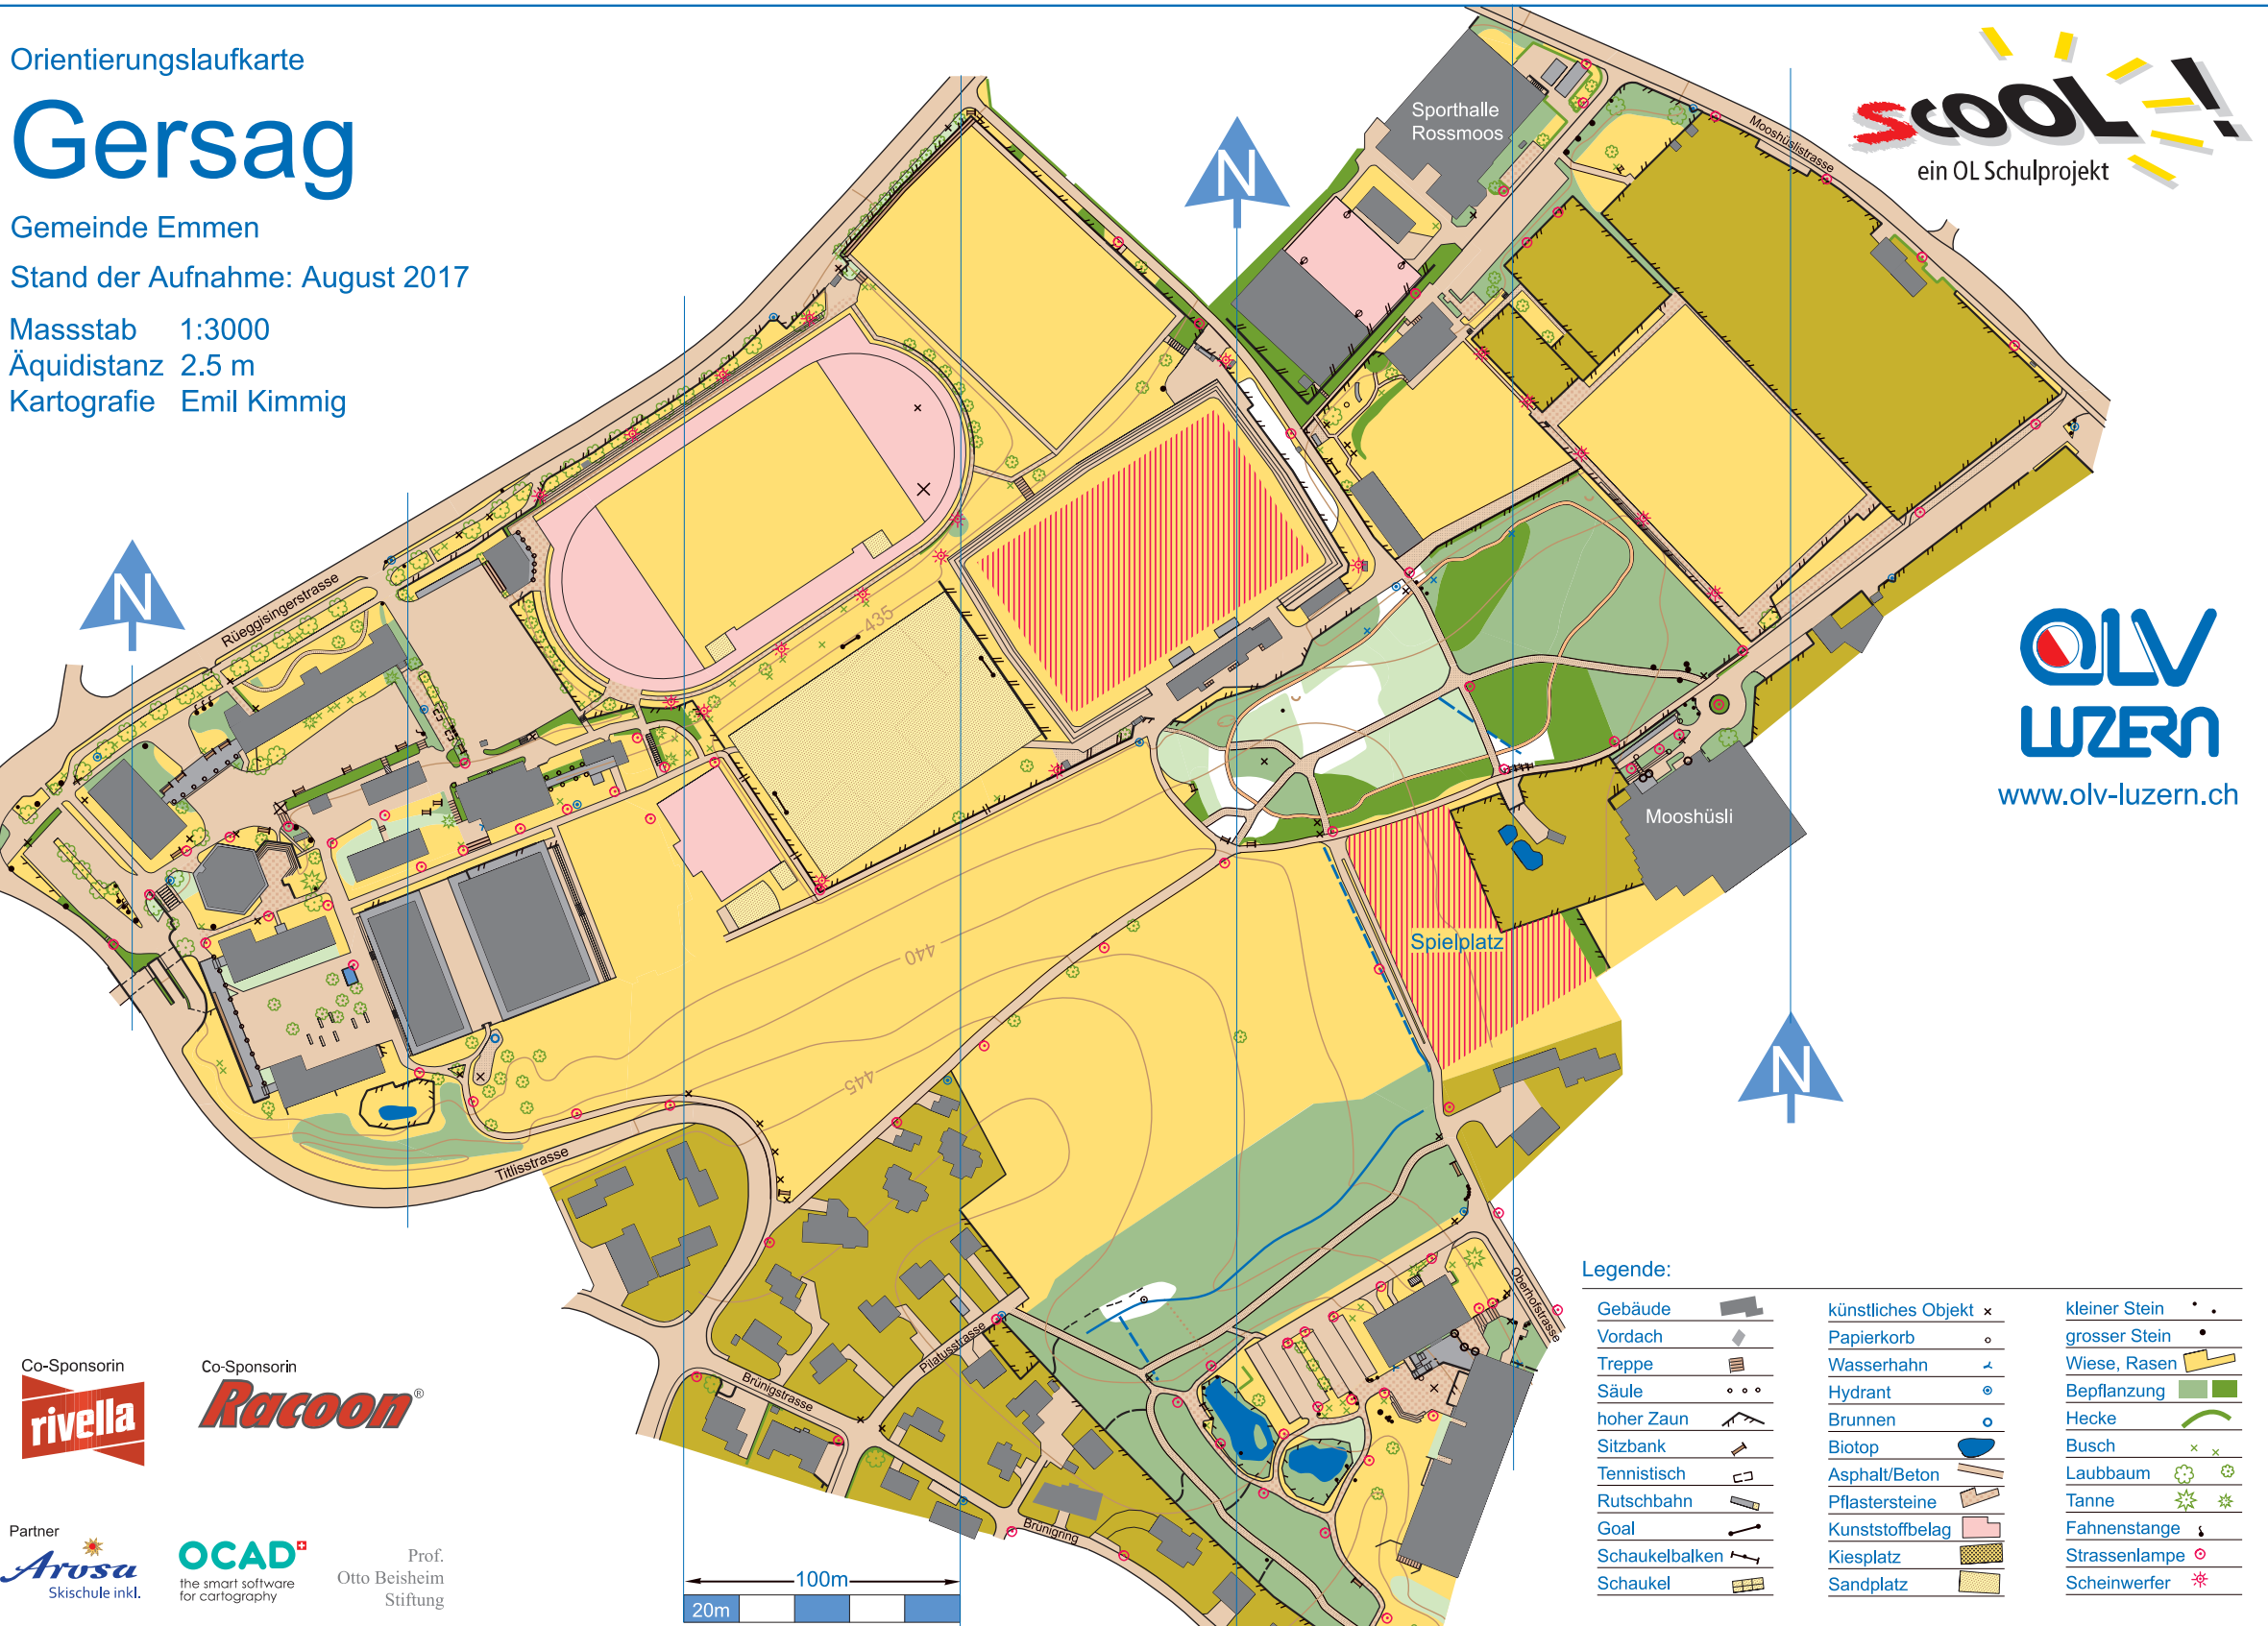 Orientierungslaufkarte
Gersag
Gemeinde Emmen
Stand der Aufnahme: August 2017
Massstab 1:3000
Äquidistanz 2.5 m
Kartografie Emil Kimmig
scool!
ein OL Schulprojekt
N
N
N
N
Sporthalle
Rossmoos
Mooshüslistrasse
Rüeggisingerstrasse
435
440
445
Mooshüsli
Spielplatz
Titlisstrasse
Pilatusstrasse
Brünigstrasse
Brünigring
Oberhofstrasse
OLV
LUZERN
www.olv-luzern.ch
Legende:
Gebäude
Vordach
Treppe
Säule
hoher Zaun
Sitzbank
Tennistisch
Rutschbahn
Goal
Schaukelbalken
Schaukel
künstliches Objekt
Papierkorb
Wasserhahn
Hydrant
Brunnen
Biotop
Asphalt/Beton
Pflastersteine
Kunststoffbelag
Kiesplatz
Sandplatz
kleiner Stein
grosser Stein
Wiese, Rasen
Bepflanzung
Hecke
Busch
Laubbaum
Tanne
Fahnenstange
Strassenlampe
Scheinwerfer
Co-Sponsorin
rivella
Co-Sponsorin
Racoon®
Partner
Arosa
Skischule inkl.
OCAD
the smart software
for cartography
Prof.
Otto Beisheim
Stiftung
100m
20m